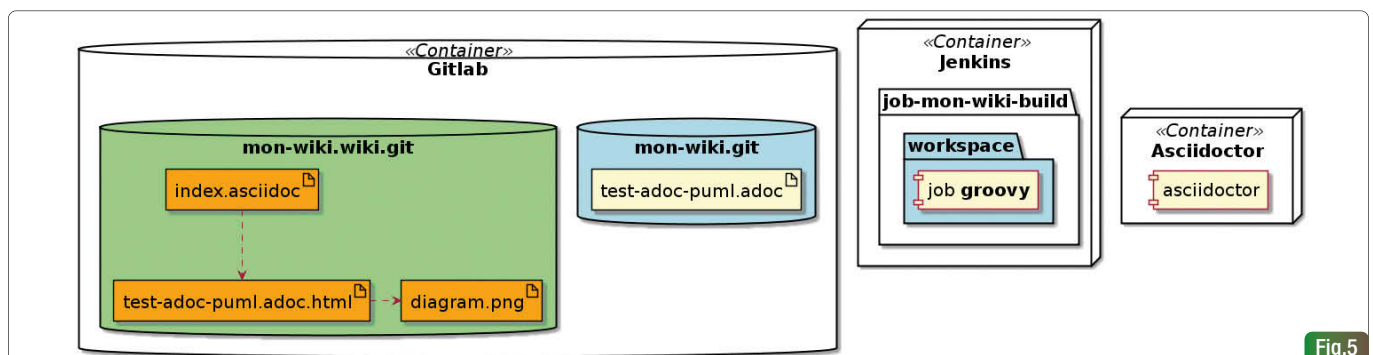 «Container»
Gitlab
mon-wiki.wiki.git
index.asciidoc
test-adoc-puml.adoc.html
diagram.png
mon-wiki.git
test-adoc-puml.adoc
«Container»
Jenkins
job-mon-wiki-build
workspace
job groovy
«Container»
Asciidoctor
asciidoctor
Fig.5